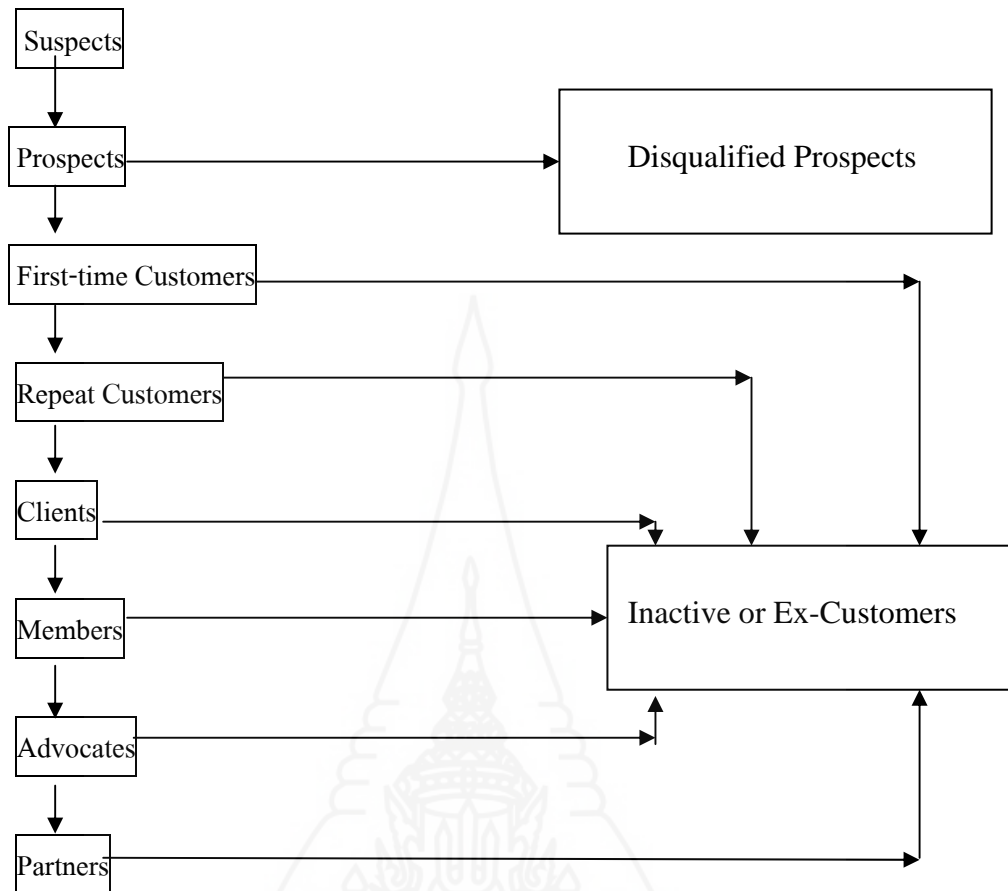 Suspects
Prospects
Disqualified Prospects
First-time Customers
Repeat Customers
Clients
Members
Inactive or Ex-Customers
Advocates
Partners